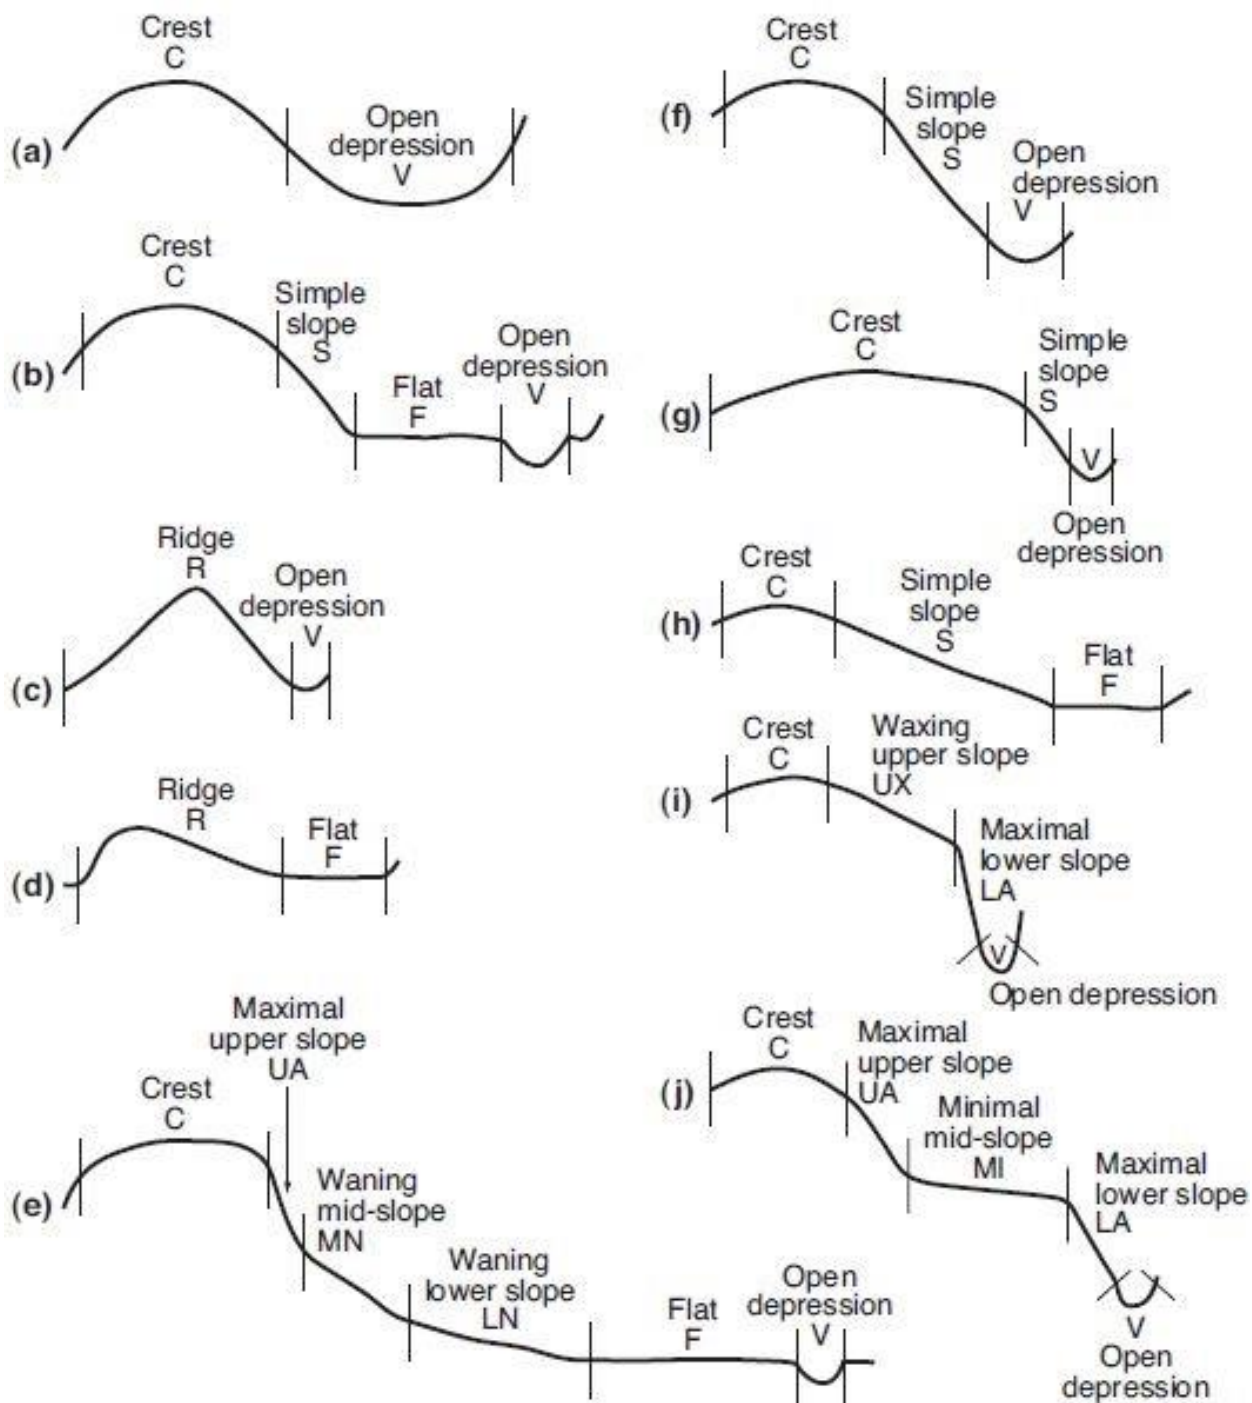 Crest
C
(a)
Open
depression
V
Crest
C
(b)
Simple
slope
S
Flat
F
Open
depression
V
Ridge
R
(c)
Open
depression
V
Ridge
R
(d)
Flat
F
Maximal
upper slope
UA
Crest
C
(e)
Waning
mid-slope
MN
Waning
lower slope
LN
Flat
F
Open
depression
V
Crest
C
(f)
Simple
slope
S
Open
depression
V
Crest
C
(g)
Simple
slope
S
V
Open
depression
Crest
C
(h)
Simple
slope
S
Flat
F
Crest
C
(i)
Waxing
upper slope
UX
Maximal
lower slope
LA
V
Open depression
Crest
C
(j)
Maximal
upper slope
UA
Minimal
mid-slope
MI
Maximal
lower slope
LA
V
Open
depression